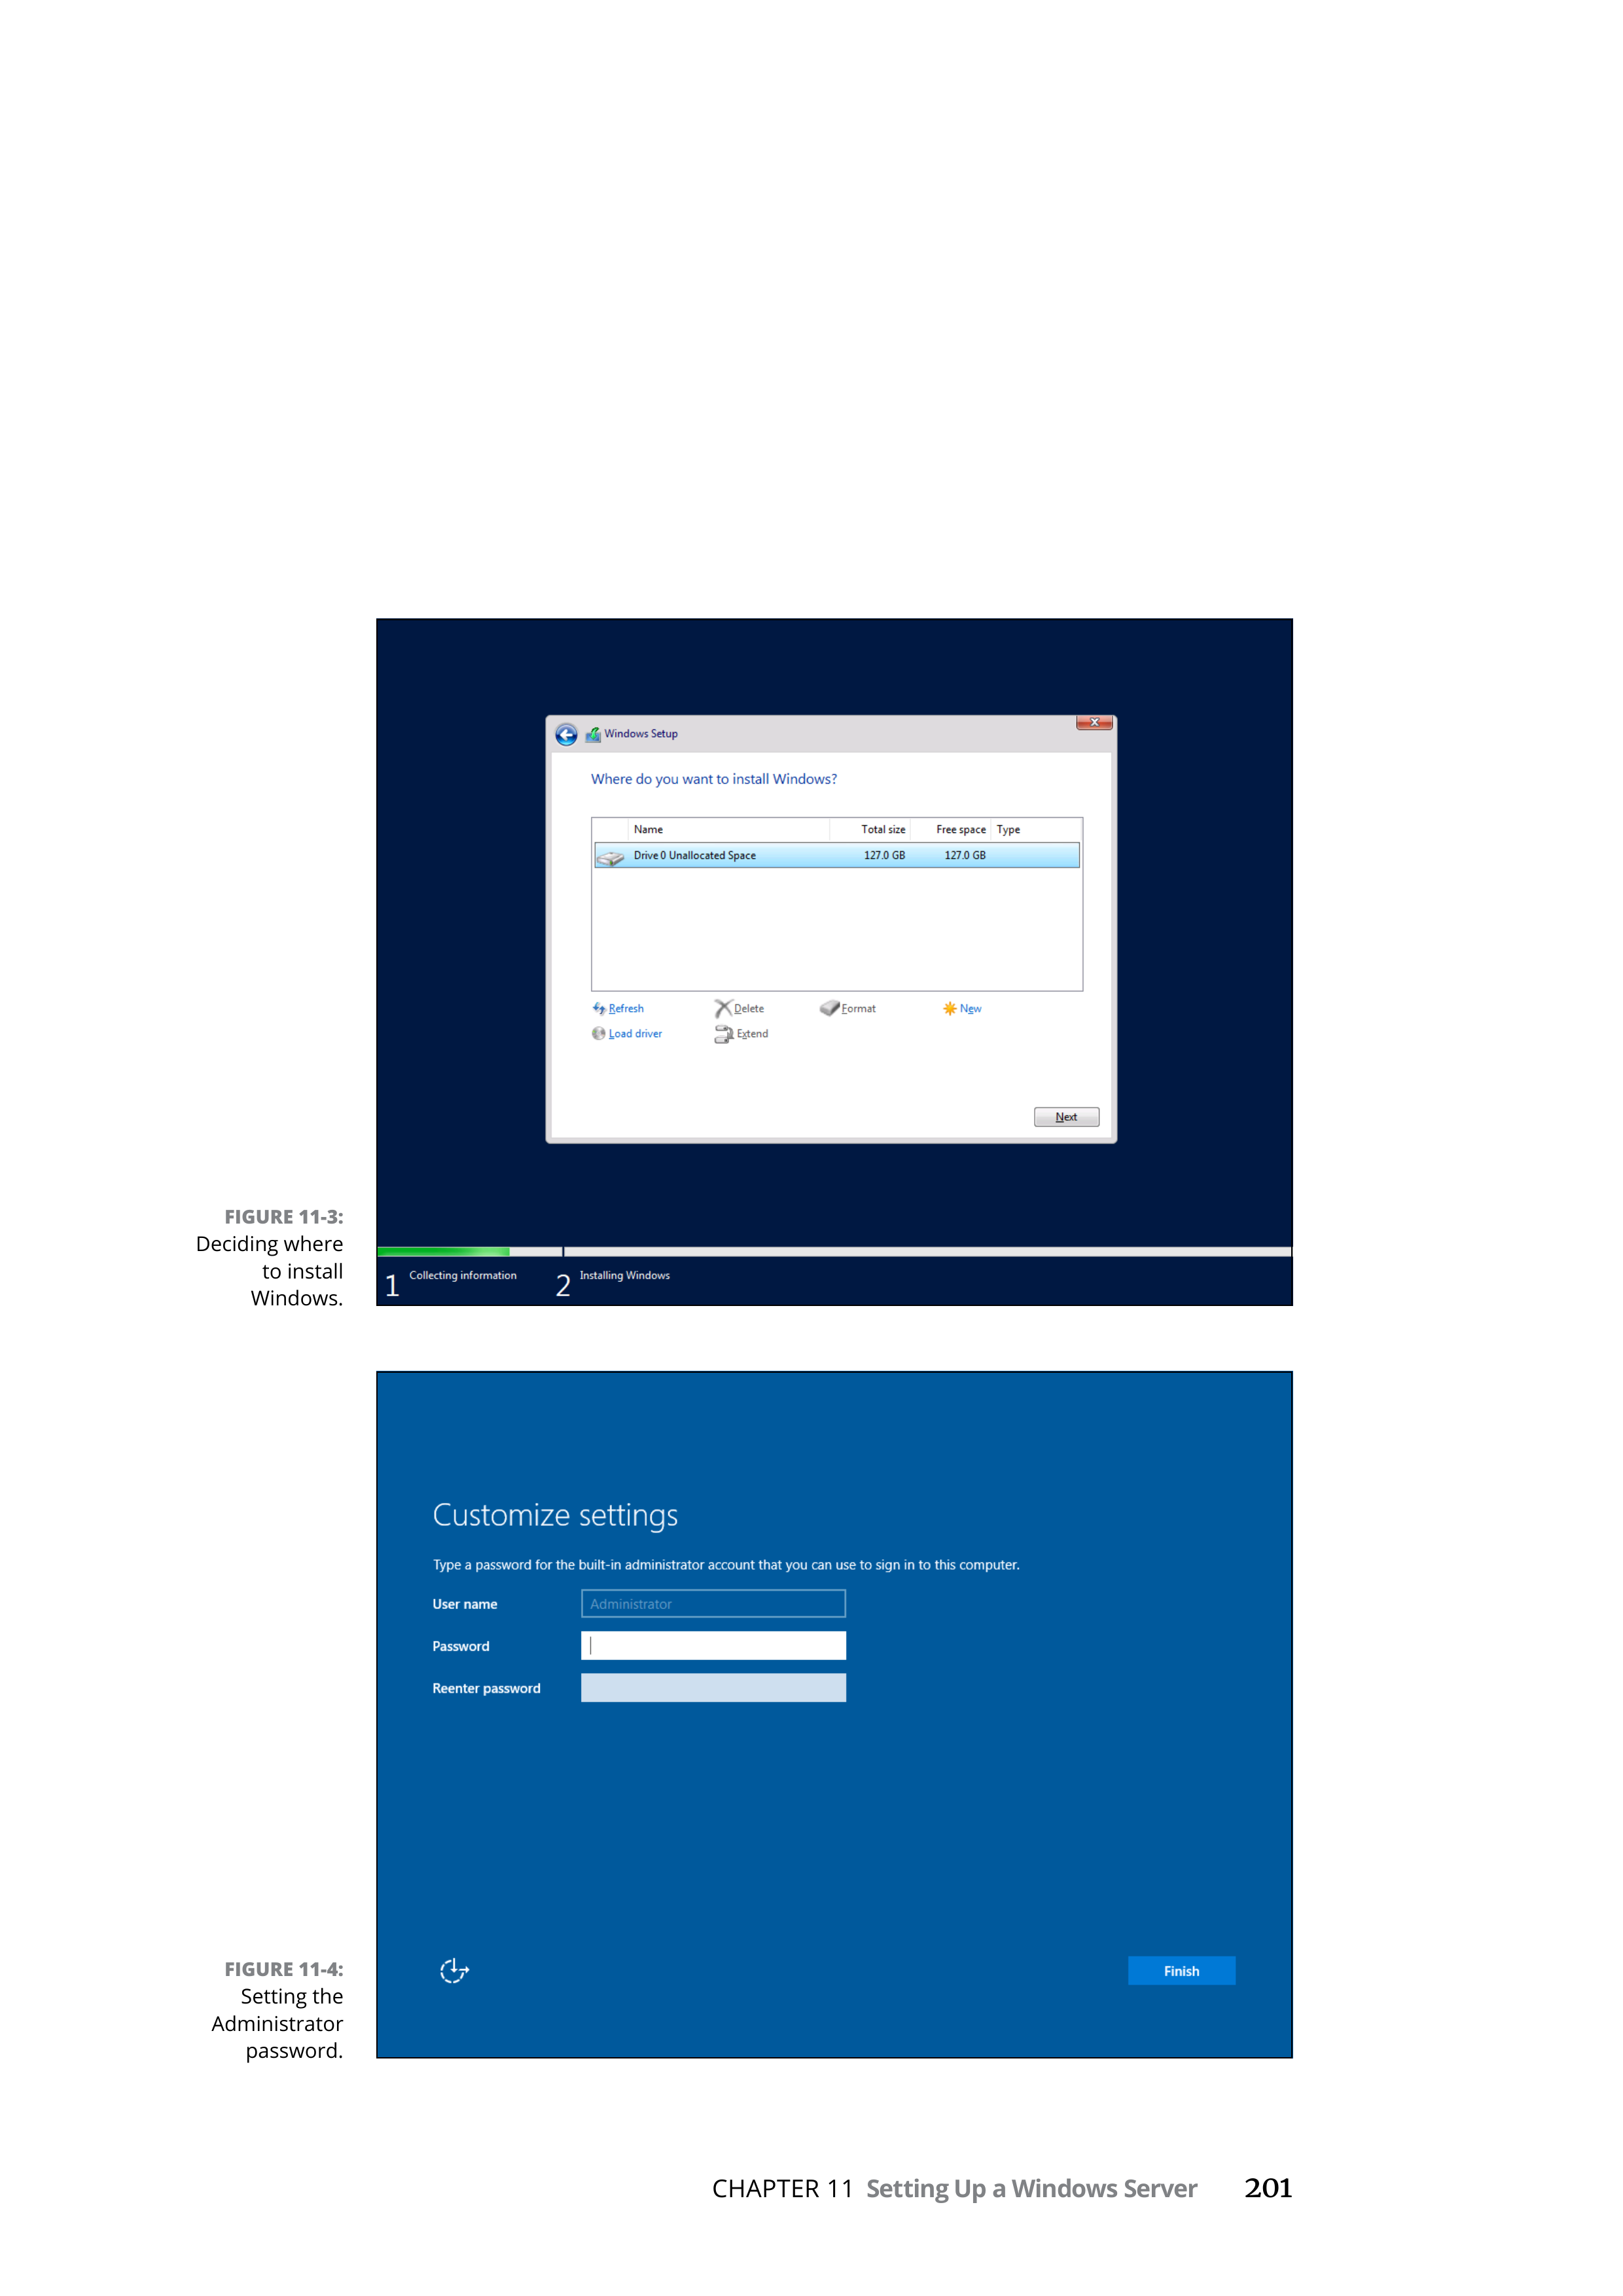 Windows Setup
Where do you want to install Windows?
Name Total size Free space Type
Drive 0 Unallocated Space 127.0 GB 127.0 GB
Refresh Delete Format New
Load driver Extend
Next
FIGURE 11-3:
Deciding where
to install
Windows.
1 Collecting information 2 Installing Windows
Customize settings
Type a password for the built-in administrator account that you can use to sign in to this computer.
User name Administrator
Password
Reenter password
Finish
FIGURE 11-4:
Setting the
Administrator
password.
CHAPTER 11 Setting Up a Windows Server 201